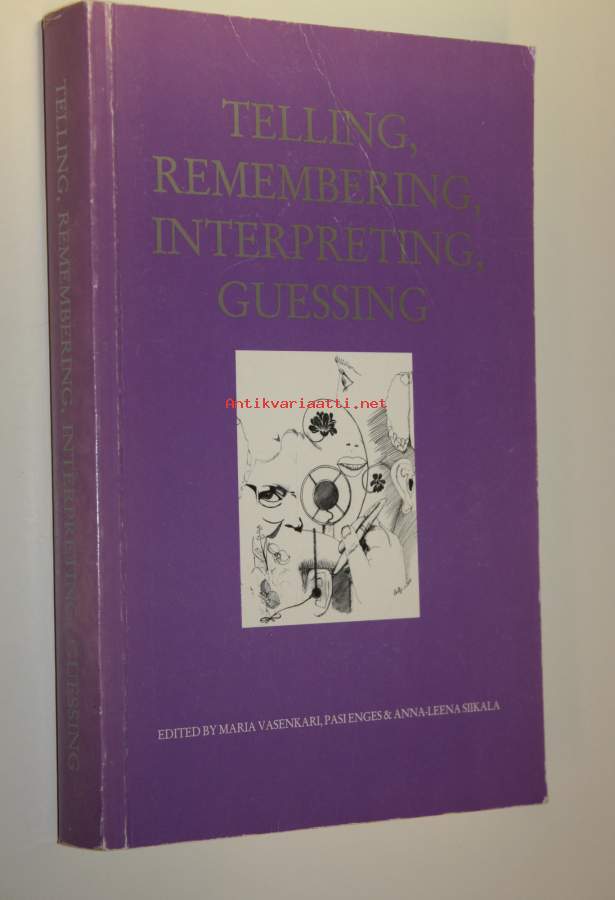 TELLING,
REMEMBERING,
INTERPRETING,
GUESSING
Antikvariaatti.net
EDITED BY MARIA VASENKARI, PASI ENGES & ANNA-LEENA SIIKALA
TELLING, REMEMBERING, INTERPRETING, GUESSING